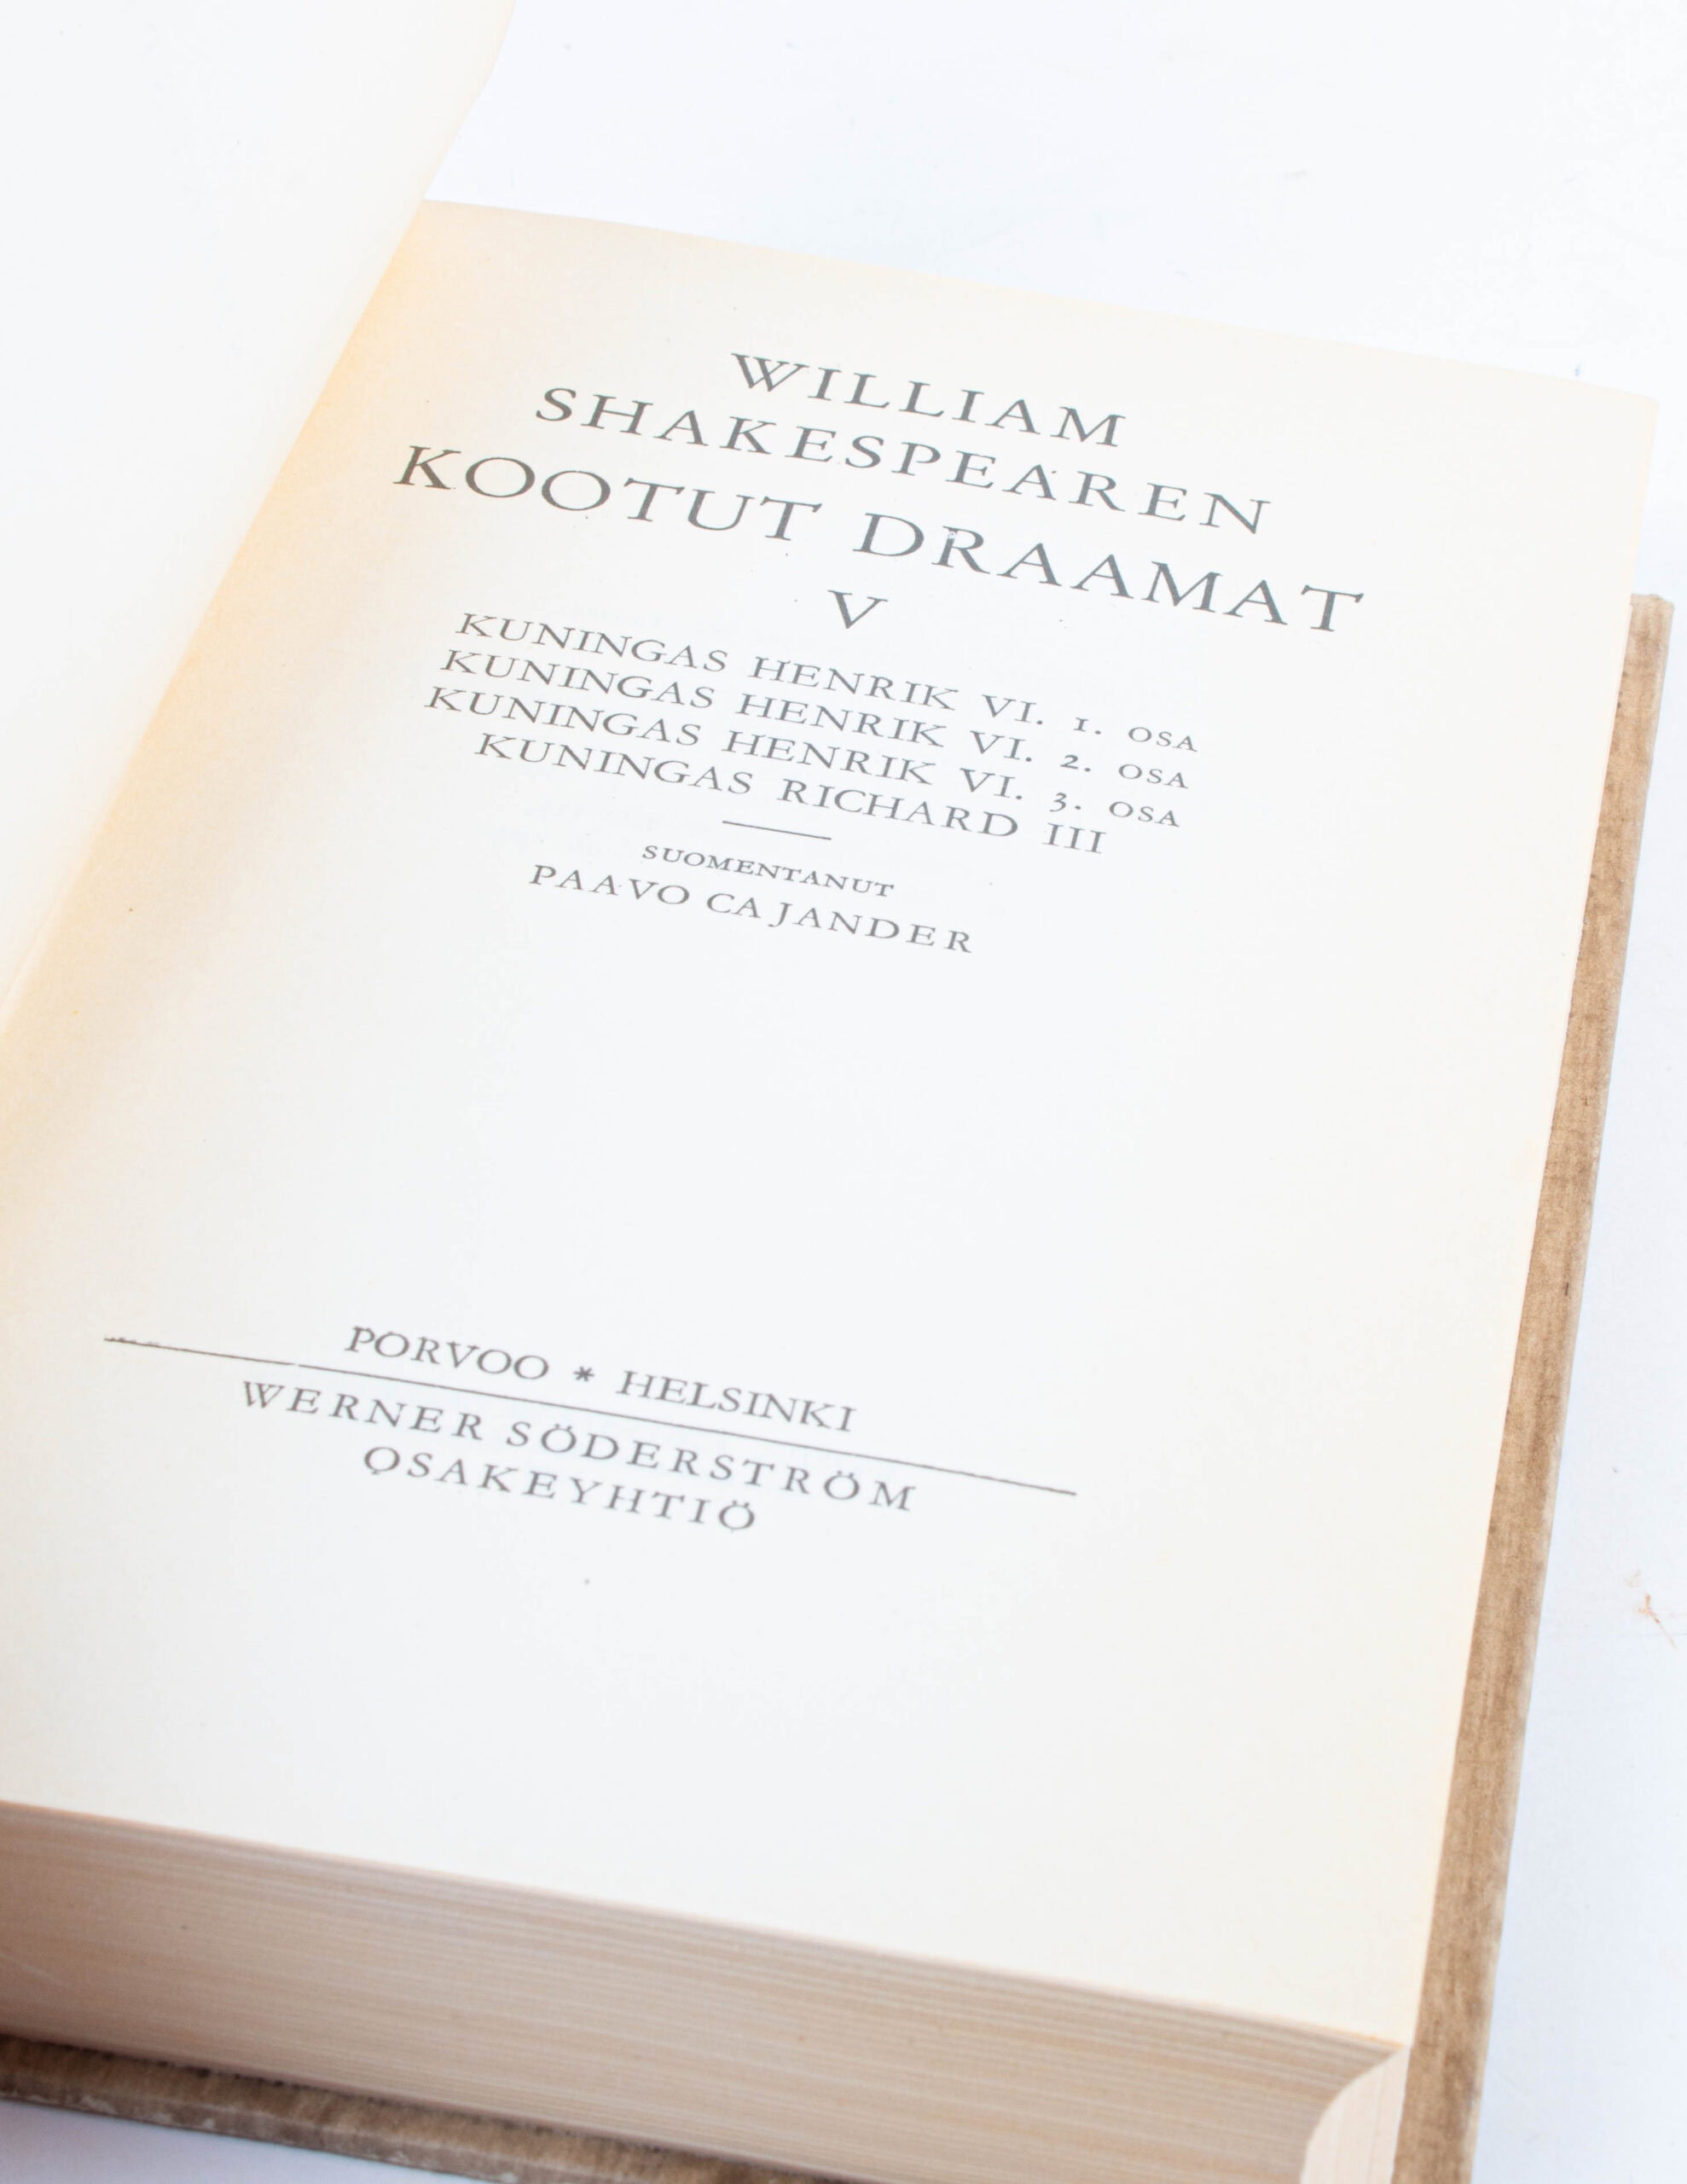 WILLIAM
SHAKESPEAREN
KOOTUT DRAAMAT
V
KUNINGAS HENRIK VI. 1. OSA
KUNINGAS HENRIK VI. 2. OSA
KUNINGAS HENRIK VI. 3. OSA
KUNINGAS RICHARD III
SUOMENTANUT
PAAVO CAJANDER
PORVOO * HELSINKI
WERNER SÖDERSTRÖM
OSAKEYHTIÖ